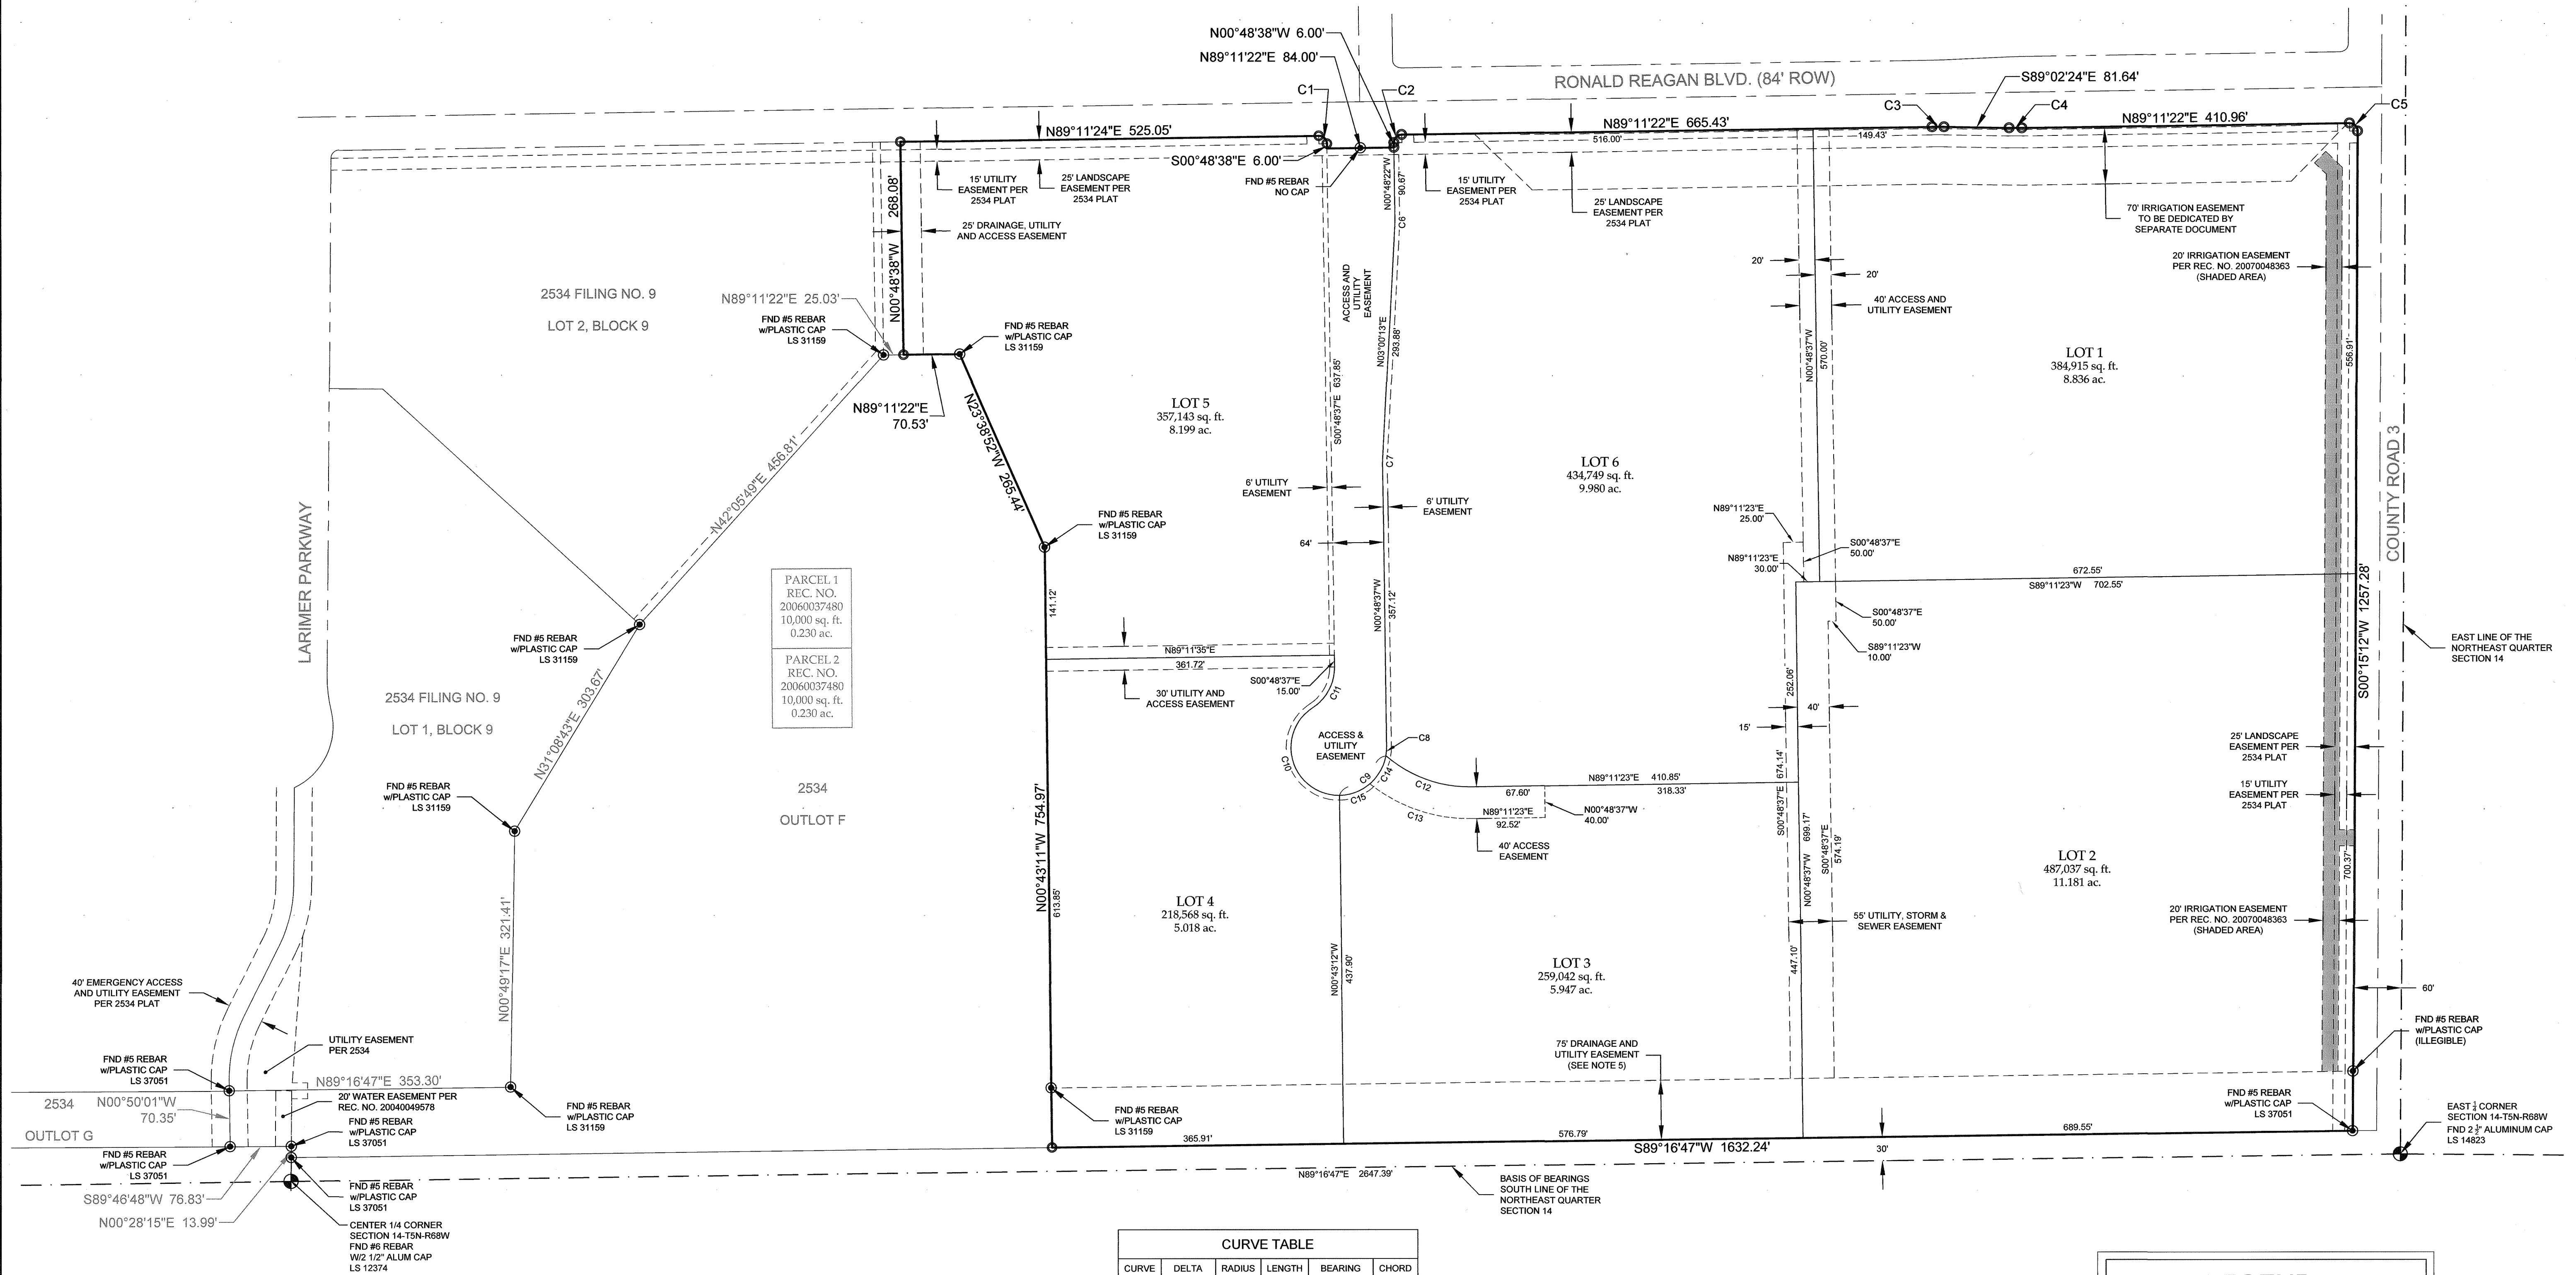 N00°48'38"W 6.00'
N89°11'22"E 84.00'
C1
C2
RONALD REAGAN BLVD. (84' ROW)
S89°02'24"E 81.64'
C3
C4
C5
N89°11'24"E 525.05'
N89°11'22"E 665.43'
N89°11'22"E 410.96'
516.00'
149.43'
S00°48'38"E 6.00'
FND #5 REBAR
NO CAP
15' UTILITY
EASEMENT PER
2534 PLAT
25' LANDSCAPE
EASEMENT PER
2534 PLAT
15' UTILITY
EASEMENT PER
2534 PLAT
25' LANDSCAPE
EASEMENT PER
2534 PLAT
N00°48'38"W 268.08'
25' DRAINAGE, UTILITY
AND ACCESS EASEMENT
N00°48'22"W 90.67'
C6
70' IRRIGATION EASEMENT
TO BE DEDICATED BY
SEPARATE DOCUMENT
20' IRRIGATION EASEMENT
PER REC. NO. 20070048363
(SHADED AREA)
20'
20'
40' ACCESS AND
UTILITY EASEMENT
ACCESS AND
UTILITY
EASEMENT
2534 FILING NO. 9
LOT 2, BLOCK 9
N89°11'22"E 25.03'
FND #5 REBAR
w/PLASTIC CAP
LS 31159
FND #5 REBAR
w/PLASTIC CAP
LS 31159
N89°11'22"E
70.53'
N23°38'52"W 265.44'
LOT 5
357,143 sq. ft.
8.199 ac.
S00°48'37"E 637.85'
N03°00'13"E
293.88'
C7
LOT 6
434,749 sq. ft.
9.980 ac.
N00°48'37"W
570.00'
LOT 1
384,915 sq. ft.
8.836 ac.
556.91'
COUNTY ROAD 3
N42°05'49"E 456.81'
LARIMER PARKWAY
6' UTILITY
EASEMENT
6' UTILITY
EASEMENT
64'
FND #5 REBAR
w/PLASTIC CAP
LS 31159
N89°11'23"E
25.00'
S00°48'37"E
50.00'
N89°11'23"E
30.00'
672.55'
S89°11'23"W 702.55'
S00°48'37"E
50.00'
S89°11'23"W
10.00'
S00°15'12"W 1257.28'
EAST LINE OF THE
NORTHEAST QUARTER
SECTION 14
PARCEL 1
REC. NO.
20060037480
10,000 sq. ft.
0.230 ac.
PARCEL 2
REC. NO.
20060037480
10,000 sq. ft.
0.230 ac.
141.12'
N00°48'37"W
357.12'
FND #5 REBAR
w/PLASTIC CAP
LS 31159
N89°11'35"E
361.72'
S00°48'37"E
15.00'
C11
30' UTILITY AND
ACCESS EASEMENT
252.06'
40'
15'
2534 FILING NO. 9
LOT 1, BLOCK 9
N31°08'43"E 303.67'
ACCESS &
UTILITY
EASEMENT
C8
C10
C9
C14
C15
C12
C13
N89°11'23"E 410.85'
67.60'
318.33'
N89°11'23"E
92.52'
N00°48'37"W
40.00'
40' ACCESS
EASEMENT
S00°48'37"E 674.14'
S00°48'37"E
574.19'
N00°48'37"W 699.17'
25' LANDSCAPE
EASEMENT PER
2534 PLAT
15' UTILITY
EASEMENT PER
2534 PLAT
FND #5 REBAR
w/PLASTIC CAP
LS 31159
2534
OUTLOT F
N00°43'11"W 754.97'
613.85'
LOT 2
487,037 sq. ft.
11.181 ac.
700.37'
LOT 4
218,568 sq. ft.
5.018 ac.
20' IRRIGATION EASEMENT
PER REC. NO. 20070048363
(SHADED AREA)
55' UTILITY, STORM &
SEWER EASEMENT
N00°49'17"E 321.41'
N00°43'12"W
437.90'
LOT 3
259,042 sq. ft.
5.947 ac.
447.10'
60'
40' EMERGENCY ACCESS
AND UTILITY EASEMENT
PER 2534 PLAT
UTILITY EASEMENT
PER 2534
75' DRAINAGE AND
UTILITY EASEMENT
(SEE NOTE 5)
FND #5 REBAR
w/PLASTIC CAP
(ILLEGIBLE)
FND #5 REBAR
w/PLASTIC CAP
LS 37051
N89°16'47"E 353.30'
20' WATER EASEMENT PER
REC. NO. 20040049578
2534
OUTLOT G
N00°50'01"W
70.35'
FND #5 REBAR
w/PLASTIC CAP
LS 37051
FND #5 REBAR
w/PLASTIC CAP
LS 31159
FND #5 REBAR
w/PLASTIC CAP
LS 31159
FND #5 REBAR
w/PLASTIC CAP
LS 37051
EAST ¼ CORNER
SECTION 14-T5N-R68W
FND 2 ½" ALUMINUM CAP
LS 14823
365.91'
576.79'
689.55'
S89°16'47"W 1632.24'
30'
FND #5 REBAR
w/PLASTIC CAP
LS 37051
S89°46'48"W 76.83'
N00°28'15"E 13.99'
FND #5 REBAR
w/PLASTIC CAP
LS 37051
CENTER 1/4 CORNER
SECTION 14-T5N-R68W
FND #6 REBAR
W/2 1/2" ALUM CAP
LS 12374
N89°16'47"E 2647.39'
BASIS OF BEARINGS
SOUTH LINE OF THE
NORTHEAST QUARTER
SECTION 14
CURVE TABLE
CURVE DELTA RADIUS LENGTH BEARING CHORD